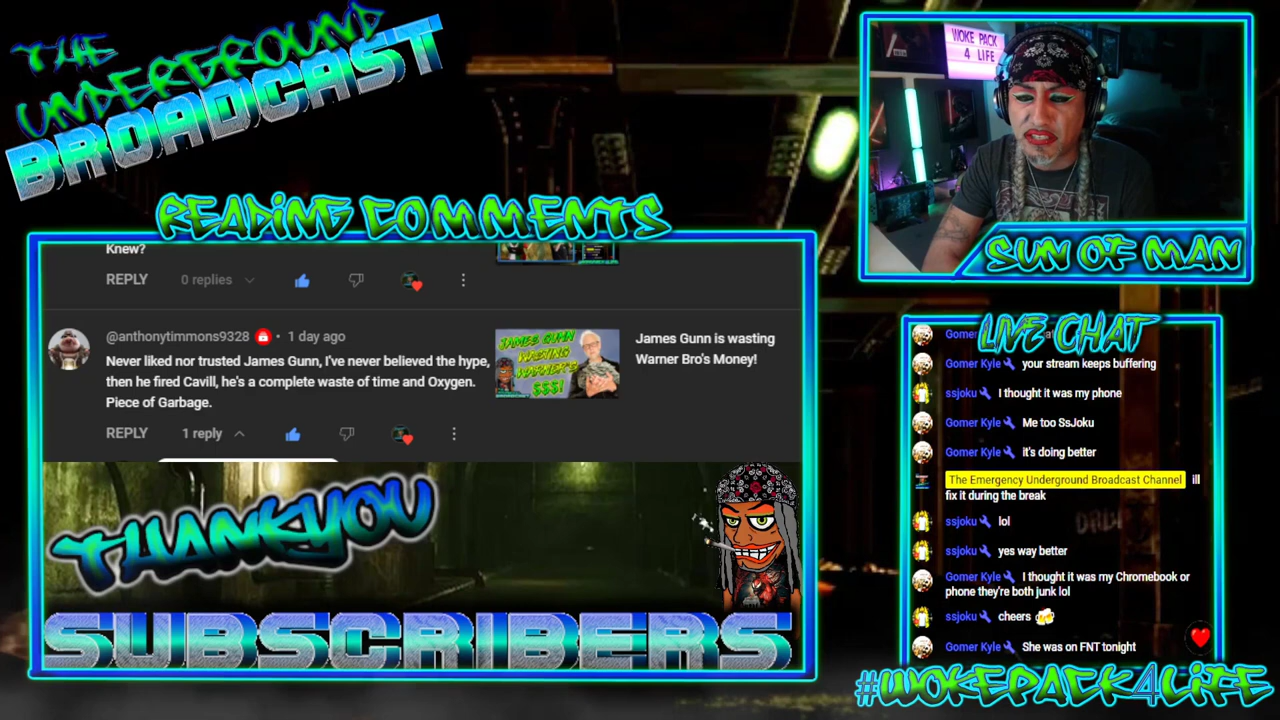 THE
UNDERGROUND
BROADCAST
WOKE PACK
4 LIFE
SUN OF MAN
READING COMMENTS
Knew?
REPLY 0 replies
@anthonytimmons9328 • 1 day ago
Never liked nor trusted James Gunn, I've never believed the hype,
then he fired Cavill, he's a complete waste of time and Oxygen.
Piece of Garbage.
REPLY 1 reply
JAMES GUNN
WASTING
WARNER'S
$$$!
James Gunn is wasting
Warner Bro's Money!
THANKYOU
SUBSCRIBERS
LIVE CHAT
Gomer
Gomer Kyle your stream keeps buffering
ssjoku I thought it was my phone
Gomer Kyle Me too SsJoku
Gomer Kyle it's doing better
The Emergency Underground Broadcast Channel ill
fix it during the break
ssjoku lol
ssjoku yes way better
Gomer Kyle I thought it was my Chromebook or
phone they're both junk lol
ssjoku cheers 🍻
Gomer Kyle She was on FNT tonight
#WOKEPACK4LIFE